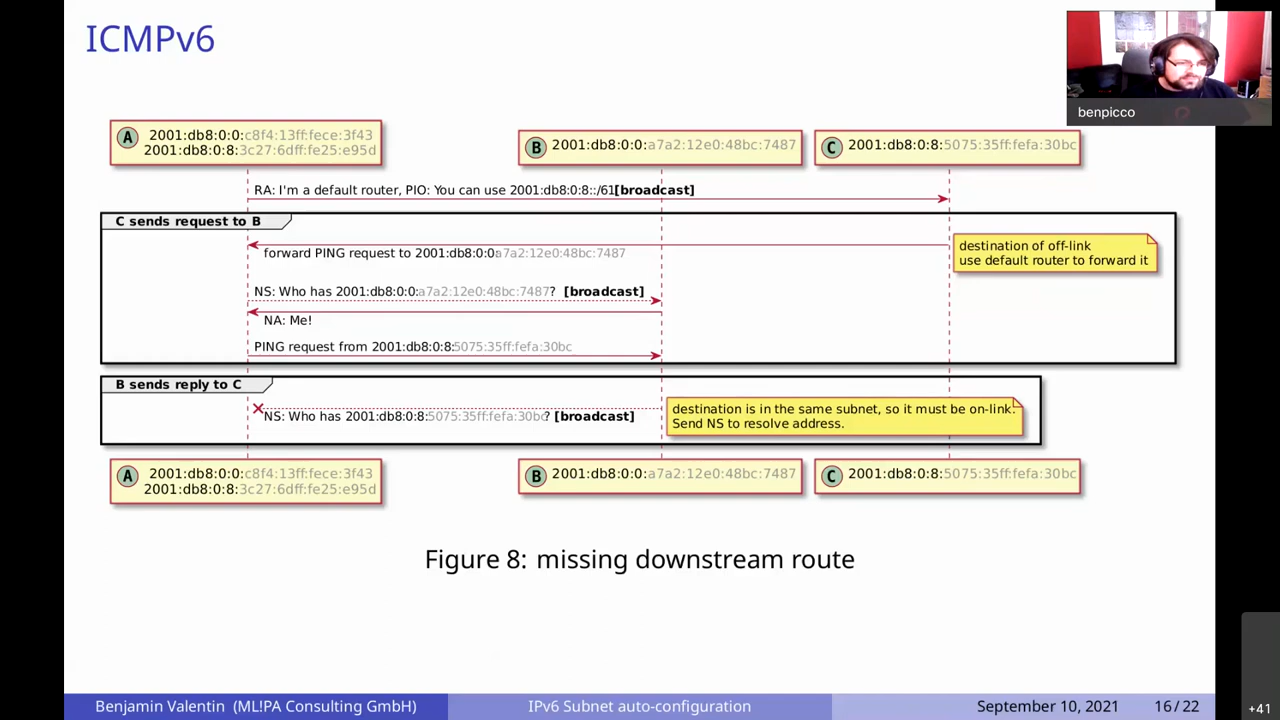 ICMPv6
benpicco
A 2001:db8:0:0:c8f4:13ff:fece:3f43
2001:db8:0:8:3c27:6dff:fe25:e95d
B 2001:db8:0:0:a7a2:12e0:48bc:7487
C 2001:db8:0:8:5075:35ff:fefa:30bc
RA: I'm a default router, PIO: You can use 2001:db8:0:8::/61[broadcast]
C sends request to B
forward PING request to 2001:db8:0:0:a7a2:12e0:48bc:7487
destination of off-link
use default router to forward it
NS: Who has 2001:db8:0:0:a7a2:12e0:48bc:7487? [broadcast]
NA: Me!
PING request from 2001:db8:0:8:5075:35ff:fefa:30bc
B sends reply to C
NS: Who has 2001:db8:0:8:5075:35ff:fefa:30bc? [broadcast]
destination is in the same subnet, so it must be on-link.
Send NS to resolve address.
A 2001:db8:0:0:c8f4:13ff:fece:3f43
2001:db8:0:8:3c27:6dff:fe25:e95d
B 2001:db8:0:0:a7a2:12e0:48bc:7487
C 2001:db8:0:8:5075:35ff:fefa:30bc
Figure 8: missing downstream route
Benjamin Valentin (ML!PA Consulting GmbH)
IPv6 Subnet auto-configuration
September 10, 2021
16 / 22
+41